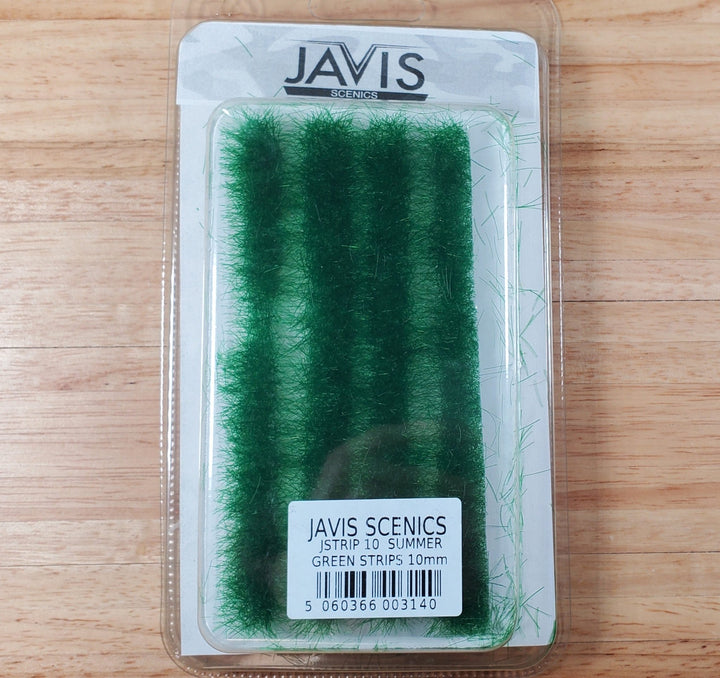 JAVIS
SCENICS
JAVIS SCENICS
JSTRIP 10 SUMMER
GREEN STRIPS 10mm
5 060366 003140